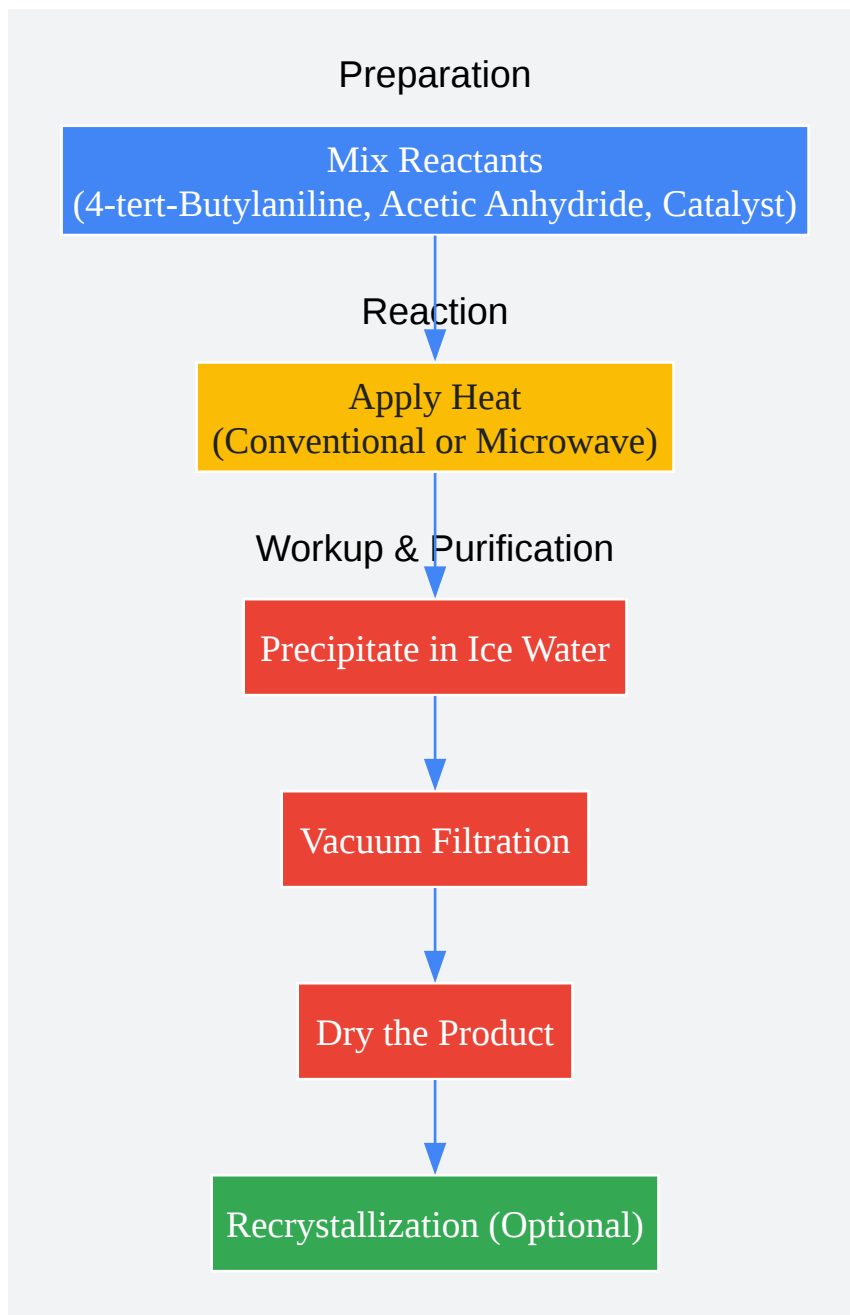 Preparation
Mix Reactants
(4-tert-Butylaniline, Acetic Anhydride, Catalyst)
Reaction
Apply Heat
(Conventional or Microwave)
Workup & Purification
Precipitate in Ice Water
Vacuum Filtration
Dry the Product
Recrystallization (Optional)